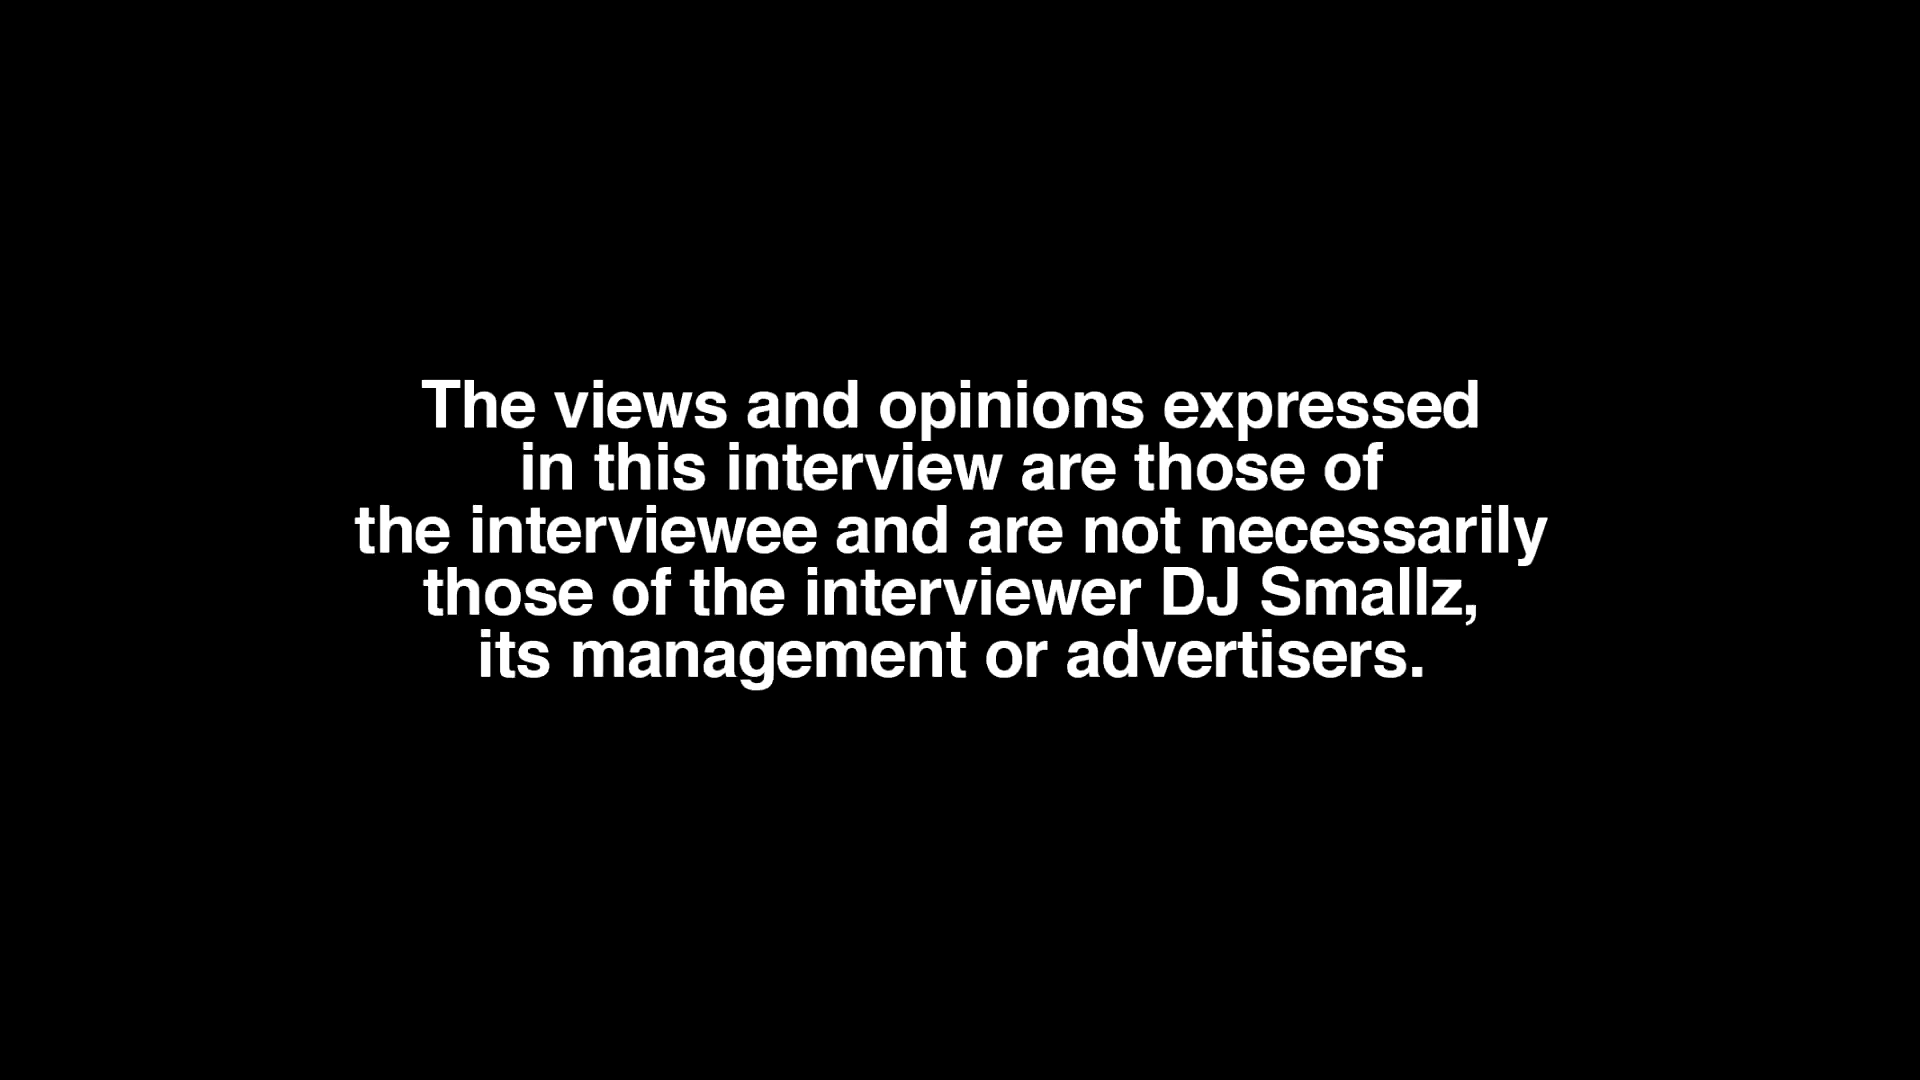 The views and opinions expressed
in this interview are those of
the interviewee and are not necessarily
those of the interviewer DJ Smallz,
its management or advertisers.